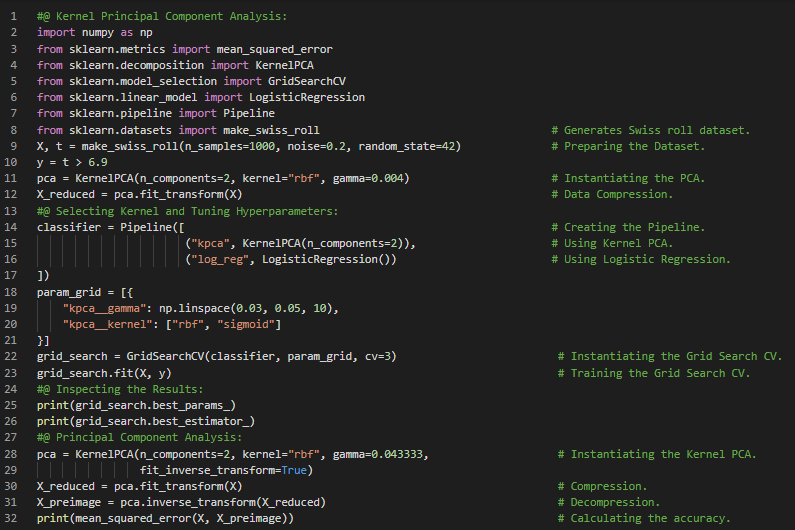 1 #@ Kernel Principal Component Analysis:
2 import numpy as np
3 from sklearn.metrics import mean_squared_error
4 from sklearn.decomposition import KernelPCA
5 from sklearn.model_selection import GridSearchCV
6 from sklearn.linear_model import LogisticRegression
7 from sklearn.pipeline import Pipeline
8 from sklearn.datasets import make_swiss_roll # Generates Swiss roll dataset.
9 X, t = make_swiss_roll(n_samples=1000, noise=0.2, random_state=42) # Preparing the Dataset.
10 y = t > 6.9
11 pca = KernelPCA(n_components=2, kernel="rbf", gamma=0.004) # Instantiating the PCA.
12 X_reduced = pca.fit_transform(X) # Data Compression.
13 #@ Selecting Kernel and Tuning Hyperparameters:
14 classifier = Pipeline([ # Creating the Pipeline.
15 ("kpca", KernelPCA(n_components=2)), # Using Kernel PCA.
16 ("log_reg", LogisticRegression()) # Using Logistic Regression.
17 ])
18 param_grid = [{
19 "kpca__gamma": np.linspace(0.03, 0.05, 10),
20 "kpca__kernel": ["rbf", "sigmoid"]
21 }]
22 grid_search = GridSearchCV(classifier, param_grid, cv=3) # Instantiating the Grid Search CV.
23 grid_search.fit(X, y) # Training the Grid Search CV.
24 #@ Inspecting the Results:
25 print(grid_search.best_params_)
26 print(grid_search.best_estimator_)
27 #@ Principal Component Analysis:
28 pca = KernelPCA(n_components=2, kernel="rbf", gamma=0.043333, # Instantiating the Kernel PCA.
29 fit_inverse_transform=True)
30 X_reduced = pca.fit_transform(X) # Compression.
31 X_preimage = pca.inverse_transform(X_reduced) # Decompression.
32 print(mean_squared_error(X, X_preimage)) # Calculating the accuracy.